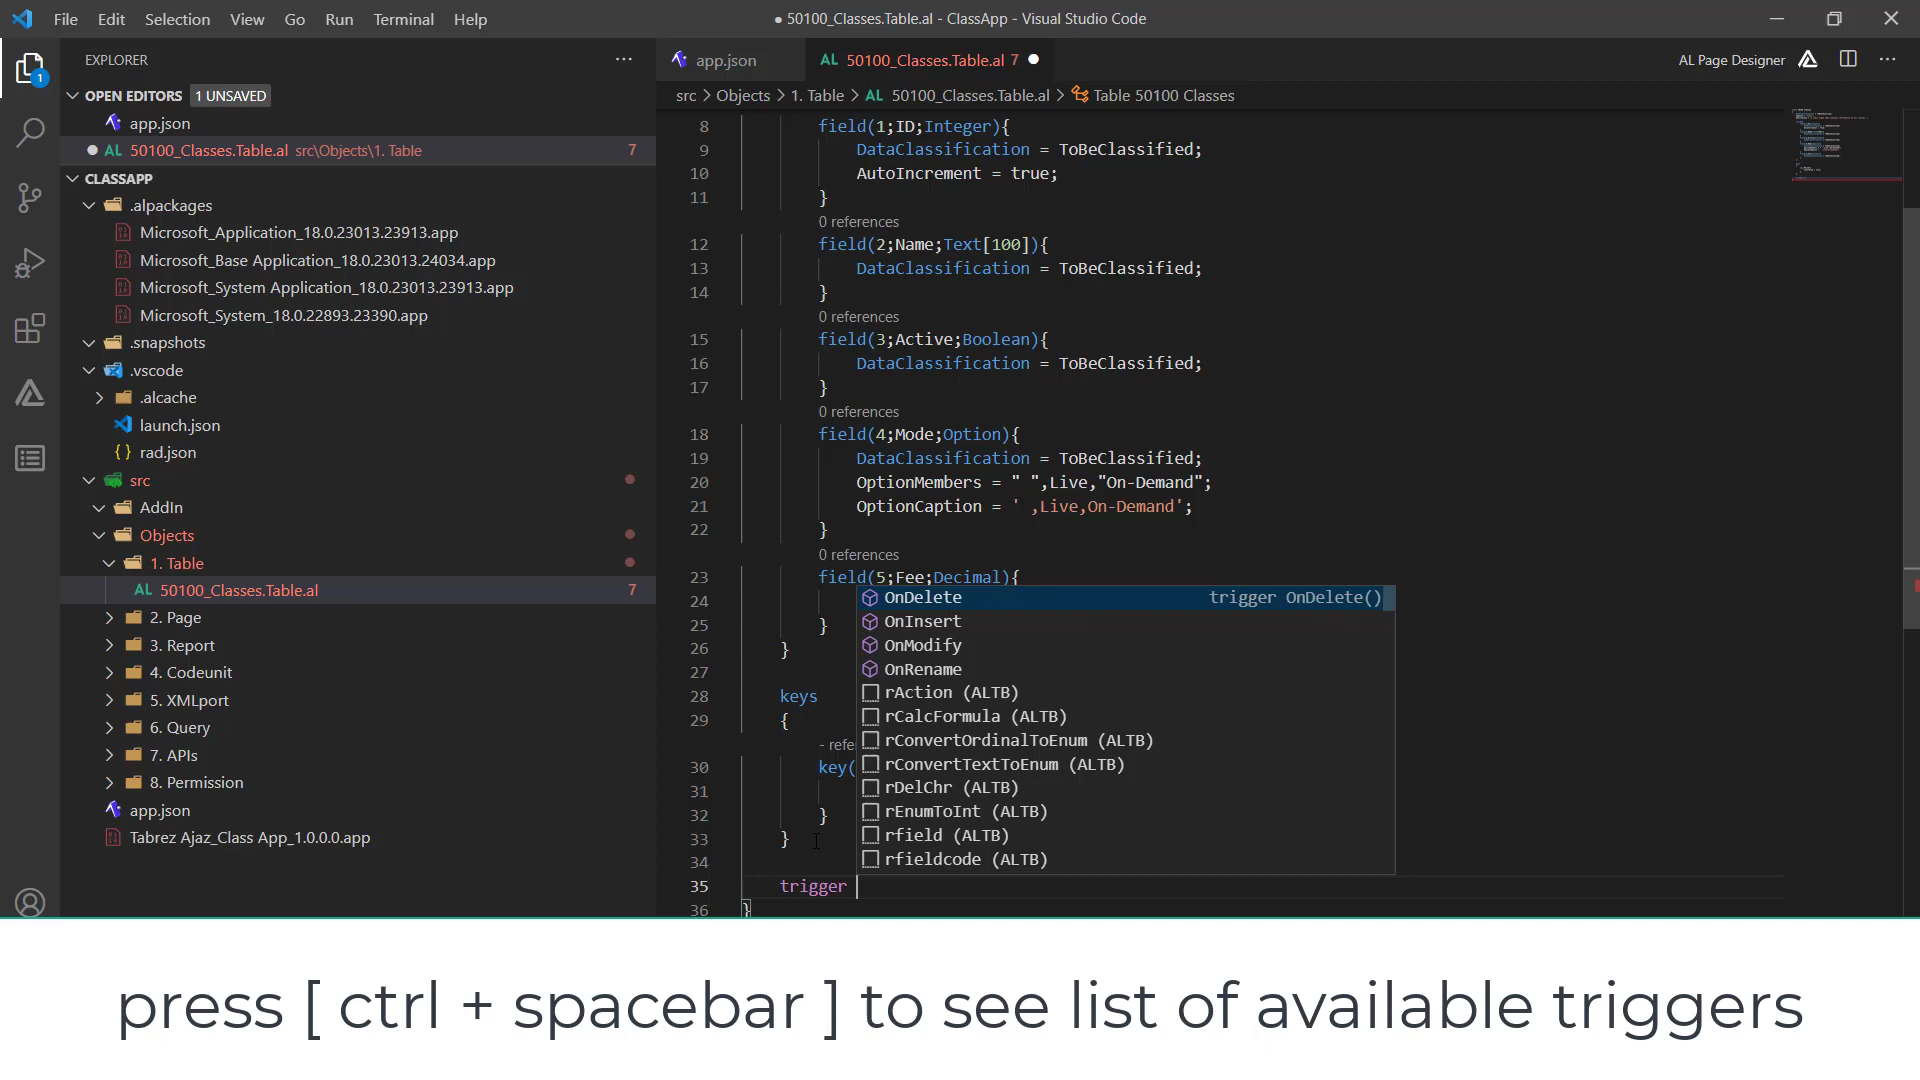 File Edit Selection View Go Run Terminal Help
● 50100_Classes.Table.al - ClassApp - Visual Studio Code
EXPLORER
OPEN EDITORS 1 UNSAVED
app.json
AL 50100_Classes.Table.al src\Objects\1. Table 7
CLASSAPP
.alpackages
Microsoft_Application_18.0.23013.23913.app
Microsoft_Base Application_18.0.23013.24034.app
Microsoft_System Application_18.0.23013.23913.app
Microsoft_System_18.0.22893.23390.app
.snapshots
.vscode
.alcache
launch.json
{} rad.json
src
AddIn
Objects
1. Table
AL 50100_Classes.Table.al 7
2. Page
3. Report
4. Codeunit
5. XMLport
6. Query
7. APIs
8. Permission
app.json
Tabrez Ajaz_Class App_1.0.0.0.app
1
app.json
AL 50100_Classes.Table.al 7
AL Page Designer
src > Objects > 1. Table > AL 50100_Classes.Table.al > Table 50100 Classes
8 field(1;ID;Integer){
9 DataClassification = ToBeClassified;
10 AutoIncrement = true;
11 }
0 references
12 field(2;Name;Text[100]){
13 DataClassification = ToBeClassified;
14 }
0 references
15 field(3;Active;Boolean){
16 DataClassification = ToBeClassified;
17 }
0 references
18 field(4;Mode;Option){
19 DataClassification = ToBeClassified;
20 OptionMembers = " ",Live,"On-Demand";
21 OptionCaption = ' ,Live,On-Demand';
22 }
0 references
23 field(5;Fee;Decimal){
24
25 }
26 }
27
28 keys
29 {
- refe
30 key(
31
32 }
33 }
34
35 trigger
36 }
OnDelete trigger OnDelete()
OnInsert
OnModify
OnRename
rAction (ALTB)
rCalcFormula (ALTB)
rConvertOrdinalToEnum (ALTB)
rConvertTextToEnum (ALTB)
rDelChr (ALTB)
rEnumToInt (ALTB)
rfield (ALTB)
rfieldcode (ALTB)
press [ ctrl + spacebar ] to see list of available triggers